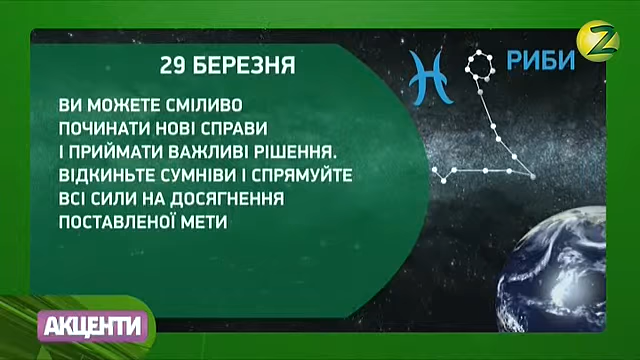 29 БЕРЕЗНЯ
РИБИ
Z
ВИ МОЖЕТЕ СМІЛИВО
ПОЧИНАТИ НОВІ СПРАВИ
І ПРИЙМАТИ ВАЖЛИВІ РІШЕННЯ.
ВІДКИНЬТЕ СУМНІВИ І СПРЯМУЙТЕ
ВСІ СИЛИ НА ДОСЯГНЕННЯ
ПОСТАВЛЕНОЇ МЕТИ
АКЦЕНТИ